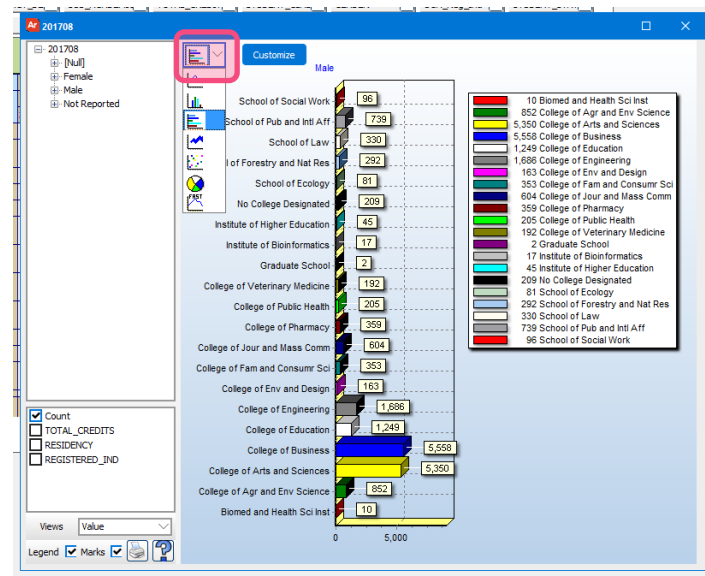 Ar 201708
201708
[Null]
Female
Male
Not Reported
Customize
Male
School of Social Work 96
School of Pub and Intl Aff 739
School of Law 330
l of Forestry and Nat Res 292
School of Ecology 81
No College Designated 209
Institute of Higher Education 45
Institute of Bioinformatics 17
Graduate School 2
College of Veterinary Medicine 192
College of Public Health 205
College of Pharmacy 359
College of Jour and Mass Comm 604
College of Fam and Consumr Sci 353
College of Env and Design 163
College of Engineering 1,686
College of Education 1,249
College of Business 5,558
College of Arts and Sciences 5,350
College of Agr and Env Science 852
Biomed and Health Sci Inst 10
0 5,000
10 Biomed and Health Sci Inst
852 College of Agr and Env Science
5,350 College of Arts and Sciences
5,558 College of Business
1,249 College of Education
1,686 College of Engineering
163 College of Env and Design
353 College of Fam and Consumr Sci
604 College of Jour and Mass Comm
359 College of Pharmacy
205 College of Public Health
192 College of Veterinary Medicine
2 Graduate School
17 Institute of Bioinformatics
45 Institute of Higher Education
209 No College Designated
81 School of Ecology
292 School of Forestry and Nat Res
330 School of Law
739 School of Pub and Intl Aff
96 School of Social Work
FAST
Count
TOTAL_CREDITS
RESIDENCY
REGISTERED_IND
Views Value
Legend Marks ?